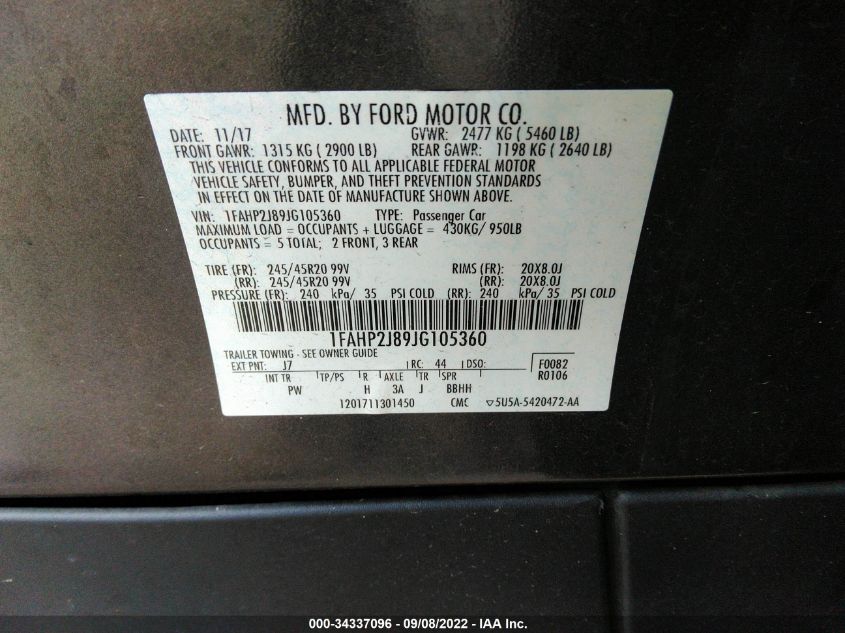 MFD. BY FORD MOTOR CO.
DATE: 11/17 GVWR: 2477 KG ( 5460 LB)
FRONT GAWR: 1315 KG ( 2900 LB) REAR GAWR: 1198 KG ( 2640 LB)
THIS VEHICLE CONFORMS TO ALL APPLICABLE FEDERAL MOTOR
VEHICLE SAFETY, BUMPER, AND THEFT PREVENTION STANDARDS
IN EFFECT ON THE DATE OF MANUFACTURE SHOWN ABOVE.
VIN: 1FAHP2J89JG105360 TYPE: Passenger Car
MAXIMUM LOAD = OCCUPANTS + LUGGAGE = 430KG/ 950LB
OCCUPANTS = 5 TOTAL; 2 FRONT, 3 REAR
TIRE (FR): 245/45R20 99V RIMS (FR): 20X8.0J
(RR): 245/45R20 99V (RR): 20X8.0J
PRESSURE (FR): 240 kPa/ 35 PSI COLD (RR): 240 kPa/ 35 PSI COLD
1FAHP2J89JG105360
TRAILER TOWING - SEE OWNER GUIDE
EXT PNT: J7 RC: 44 DSO: F0082
INT TR TP/PS R AXLE TR SPR R0106
PW H 3A J BBHH
1201711301450 CMC ▽5U5A-5420472-AA
000-34337096 - 09/08/2022 - IAA Inc.